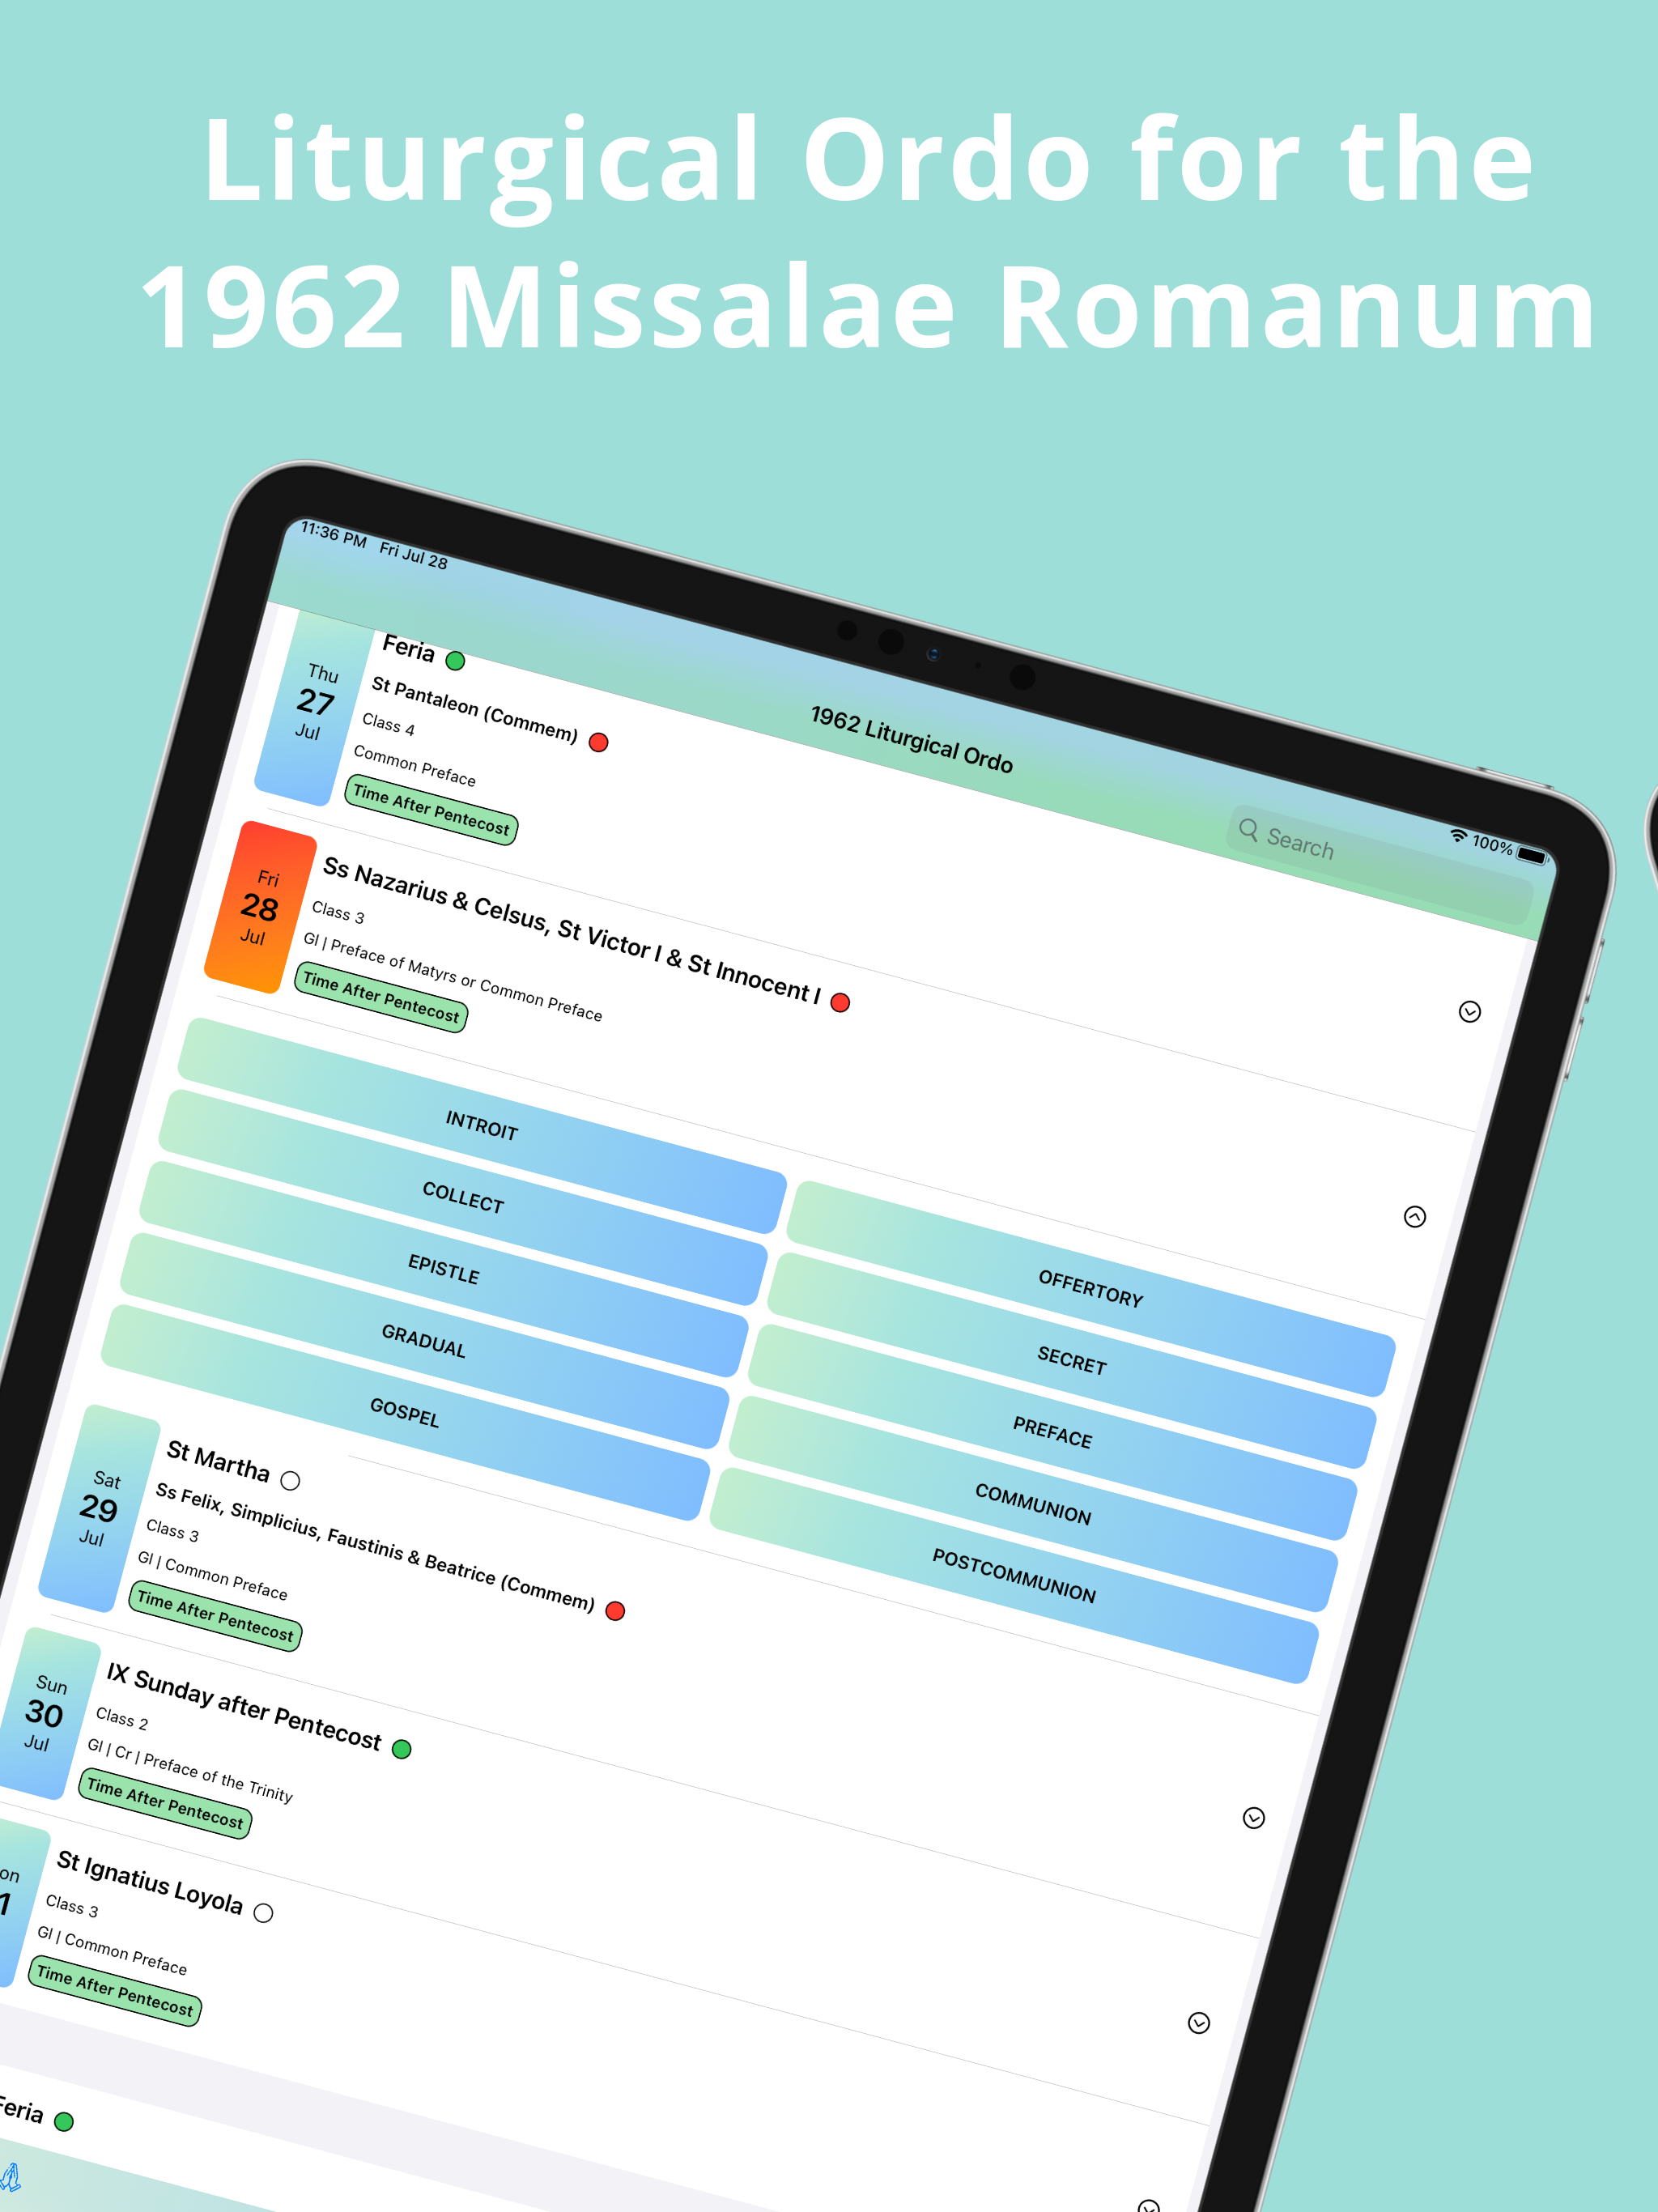 Liturgical Ordo for the
1962 Missalae Romanum
11:36 PM Fri Jul 28
100%
1962 Liturgical Ordo
Search
Thu
27
Jul
Feria
St Pantaleon (Commem)
Class 4
Common Preface
Time After Pentecost
Fri
28
Jul
Ss Nazarius & Celsus, St Victor I & St Innocent I
Class 3
Gl | Preface of Matyrs or Common Preface
Time After Pentecost
INTROIT
COLLECT
EPISTLE
GRADUAL
GOSPEL
OFFERTORY
SECRET
PREFACE
COMMUNION
POSTCOMMUNION
Sat
29
Jul
St Martha
Ss Felix, Simplicius, Faustinis & Beatrice (Commem)
Class 3
Gl | Common Preface
Time After Pentecost
Sun
30
Jul
IX Sunday after Pentecost
Class 2
Gl | Cr | Preface of the Trinity
Time After Pentecost
on
1
St Ignatius Loyola
Class 3
Gl | Common Preface
Time After Pentecost
Feria